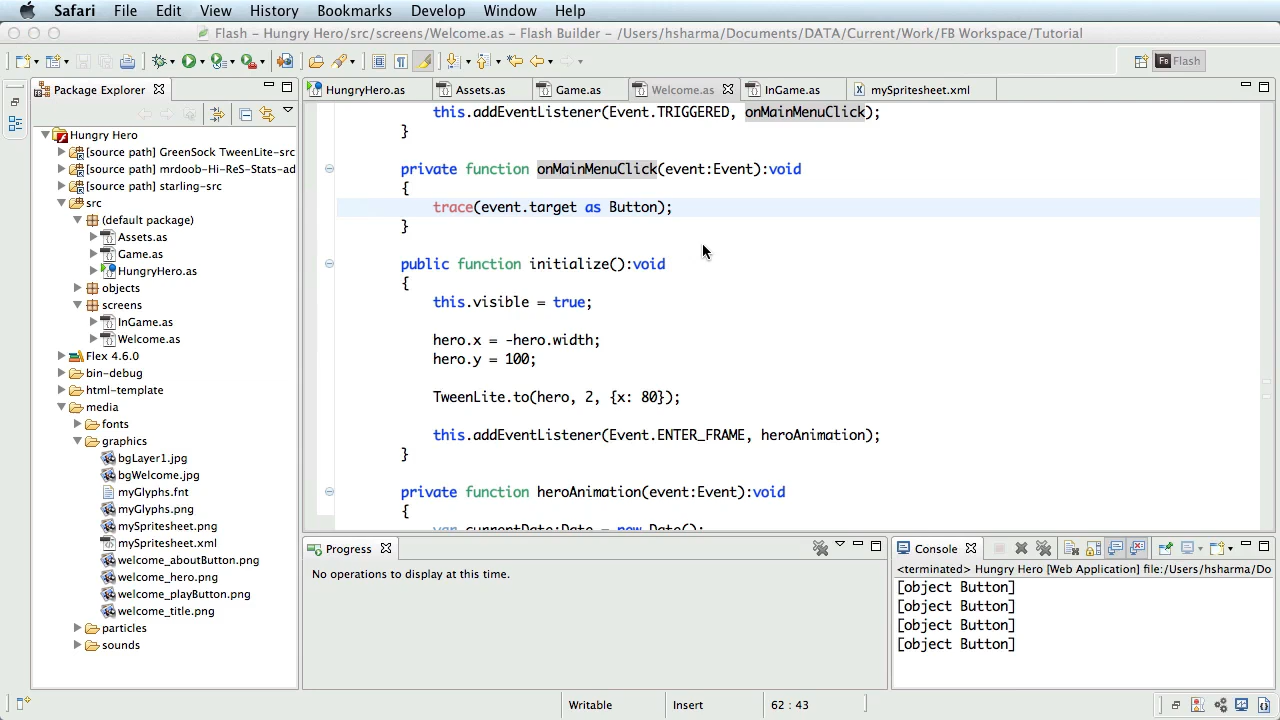 Safari File Edit View History Bookmarks Develop Window Help
Flash – Hungry Hero/src/screens/Welcome.as – Flash Builder – /Users/hsharma/Documents/DATA/Current/Work/FB Workspace/Tutorial
Fb Flash
Package Explorer
HungryHero.as Assets.as Game.as Welcome.as InGame.as mySpritesheet.xml
Hungry Hero
[source path] GreenSock TweenLite-src
[source path] mrdoob-Hi-ReS-Stats-ad
[source path] starling-src
src
(default package)
Assets.as
Game.as
HungryHero.as
objects
screens
InGame.as
Welcome.as
Flex 4.6.0
bin-debug
html-template
media
fonts
graphics
bgLayer1.jpg
bgWelcome.jpg
myGlyphs.fnt
myGlyphs.png
mySpritesheet.png
mySpritesheet.xml
welcome_aboutButton.png
welcome_hero.png
welcome_playButton.png
welcome_title.png
particles
sounds
this.addEventListener(Event.TRIGGERED, onMainMenuClick);
}
private function onMainMenuClick(event:Event):void
{
trace(event.target as Button);
}
public function initialize():void
{
this.visible = true;
hero.x = -hero.width;
hero.y = 100;
TweenLite.to(hero, 2, {x: 80});
this.addEventListener(Event.ENTER_FRAME, heroAnimation);
}
private function heroAnimation(event:Event):void
{
var currentDate:Date = new Date();
Progress
No operations to display at this time.
Console
<terminated> Hungry Hero [Web Application] file:/Users/hsharma/Do
[object Button]
[object Button]
[object Button]
[object Button]
Writable Insert 62 : 43